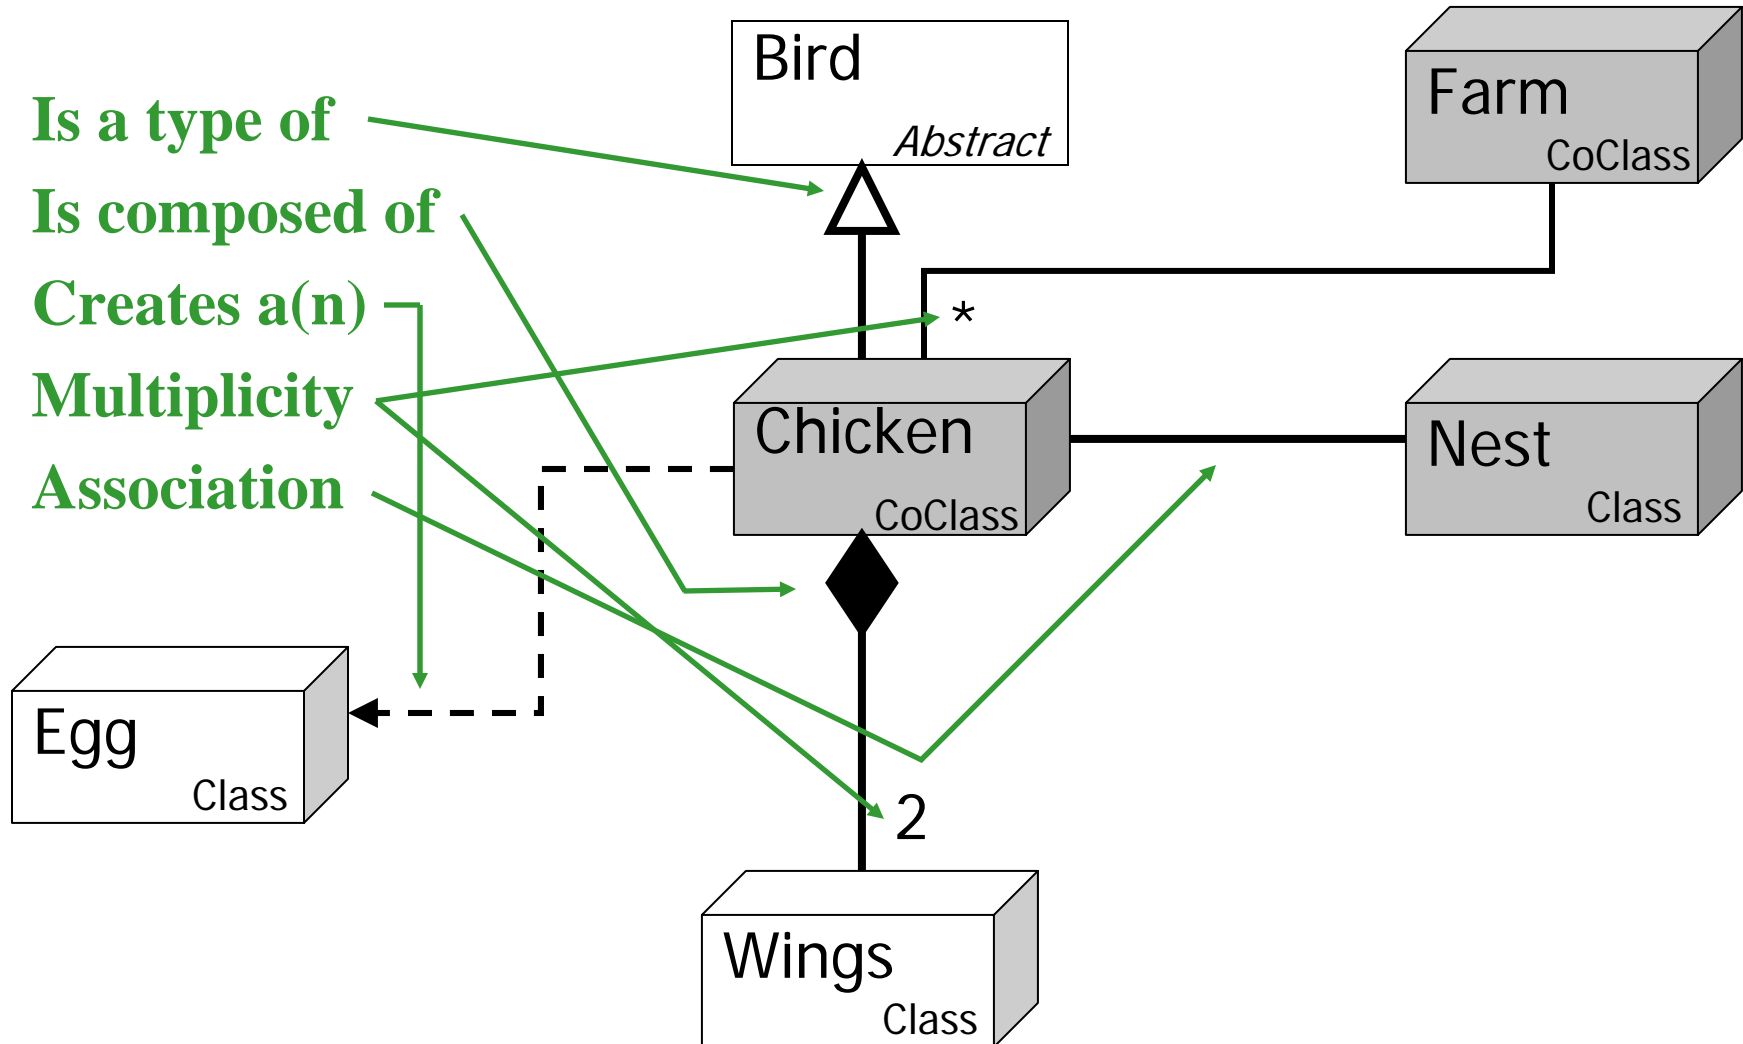 Bird
Abstract
Farm
CoClass
Is a type of
Is composed of
Creates a(n)
Multiplicity
Association
*
Chicken
CoClass
Nest
Class
Egg
Class
2
Wings
Class